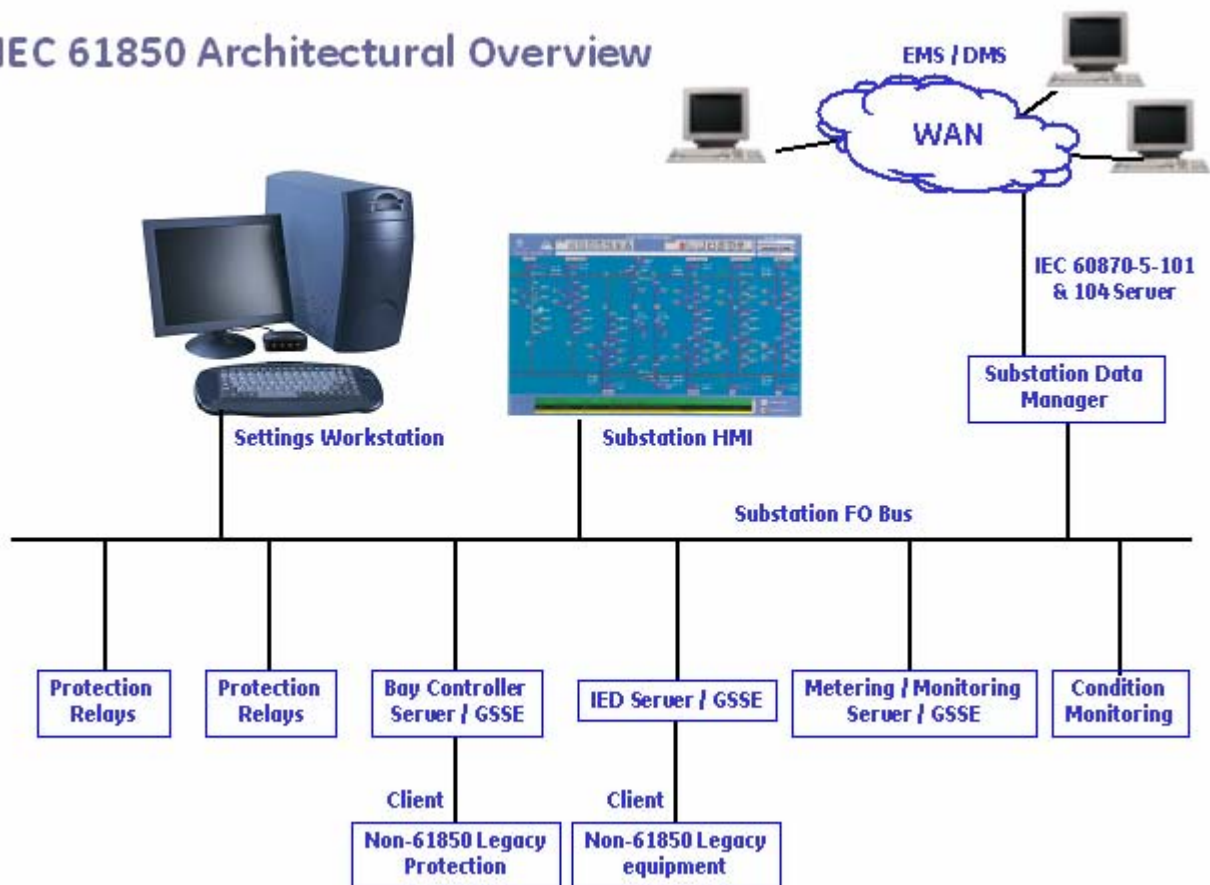 IEC 61850 Architectural Overview
EMS / DMS
WAN
IEC 60870-5-101
& 104 Server
Substation Data
Manager
Settings Workstation
Substation HMI
Substation FO Bus
Protection
Relays
Protection
Relays
Bay Controller
Server / GSSE
IED Server / GSSE
Metering / Monitoring
Server / GSSE
Condition
Monitoring
Client
Client
Non-61850 Legacy
Protection
Non-61850 Legacy
equipment